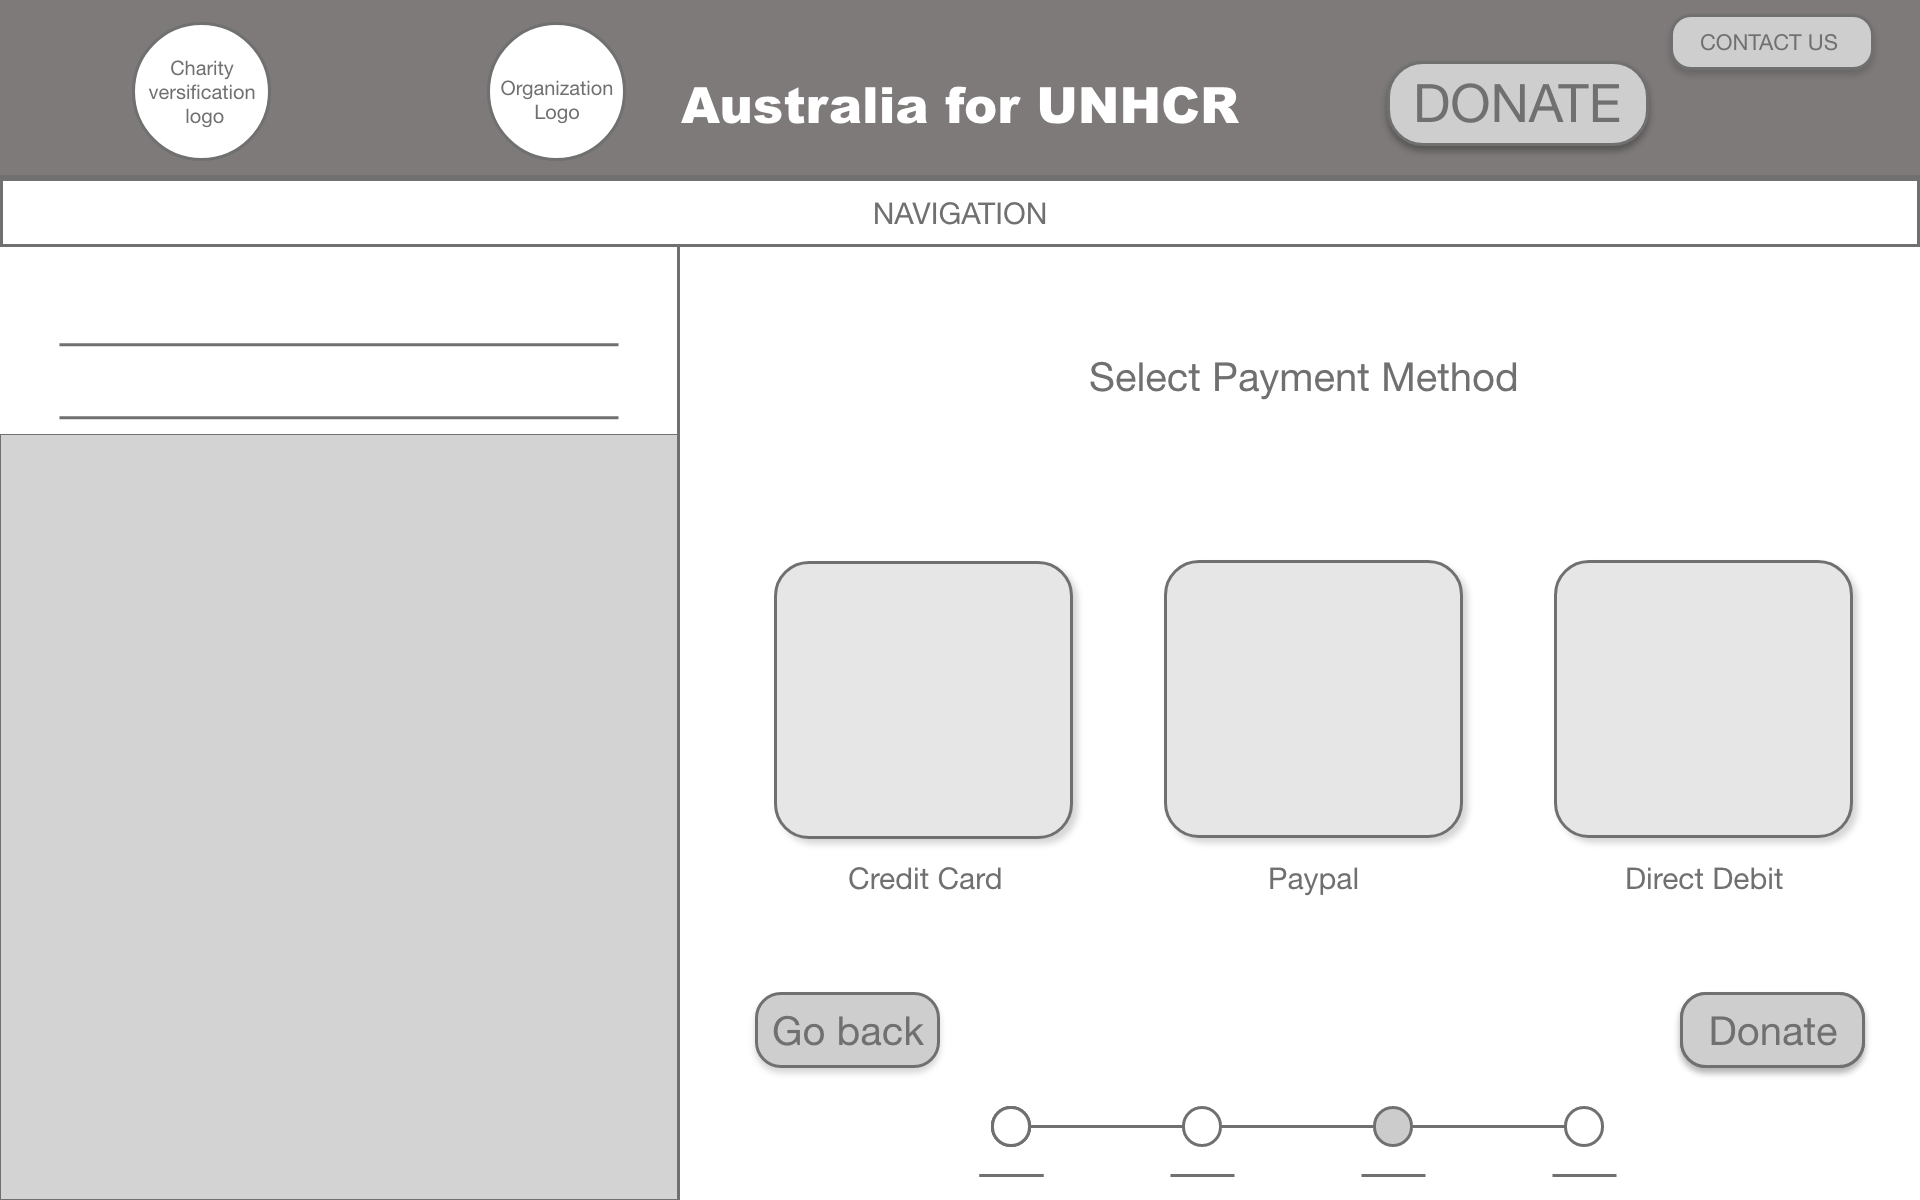 Charity
versification
logo
Organization
Logo
Australia for UNHCR
DONATE
CONTACT US
NAVIGATION
Select Payment Method
Credit Card
Paypal
Direct Debit
Go back
Donate